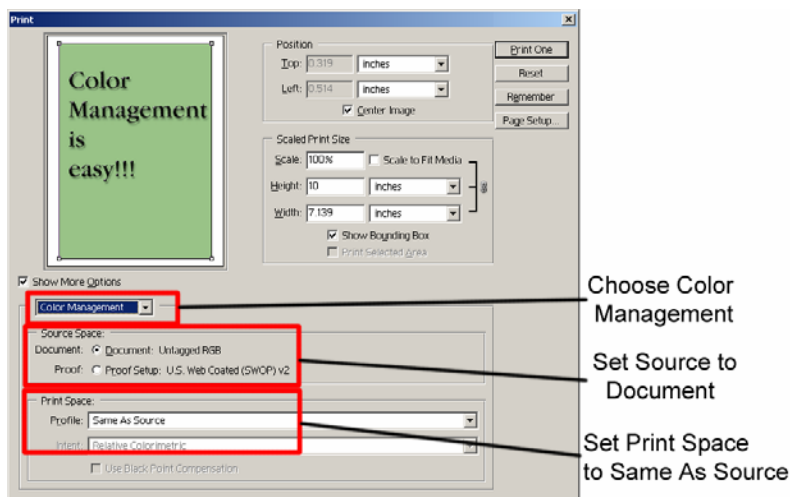 Print
Color
Management
is
easy!!!
Position
Top: 0.319 inches
Left: 0.514 inches
Center Image
Scaled Print Size
Scale: 100% Scale to Fit Media
Height: 10 inches
Width: 7.139 inches
Show Bounding Box
Print Selected Area
Print One
Reset
Remember
Page Setup...
Show More Options
Color Management
Source Space:
Document: Document: Untagged RGB
Proof: Proof Setup: U.S. Web Coated (SWOP) v2
Print Space:
Profile: Same As Source
Intent: Relative Colorimetric
Use Black Point Compensation
Choose Color
Management
Set Source to
Document
Set Print Space
to Same As Source